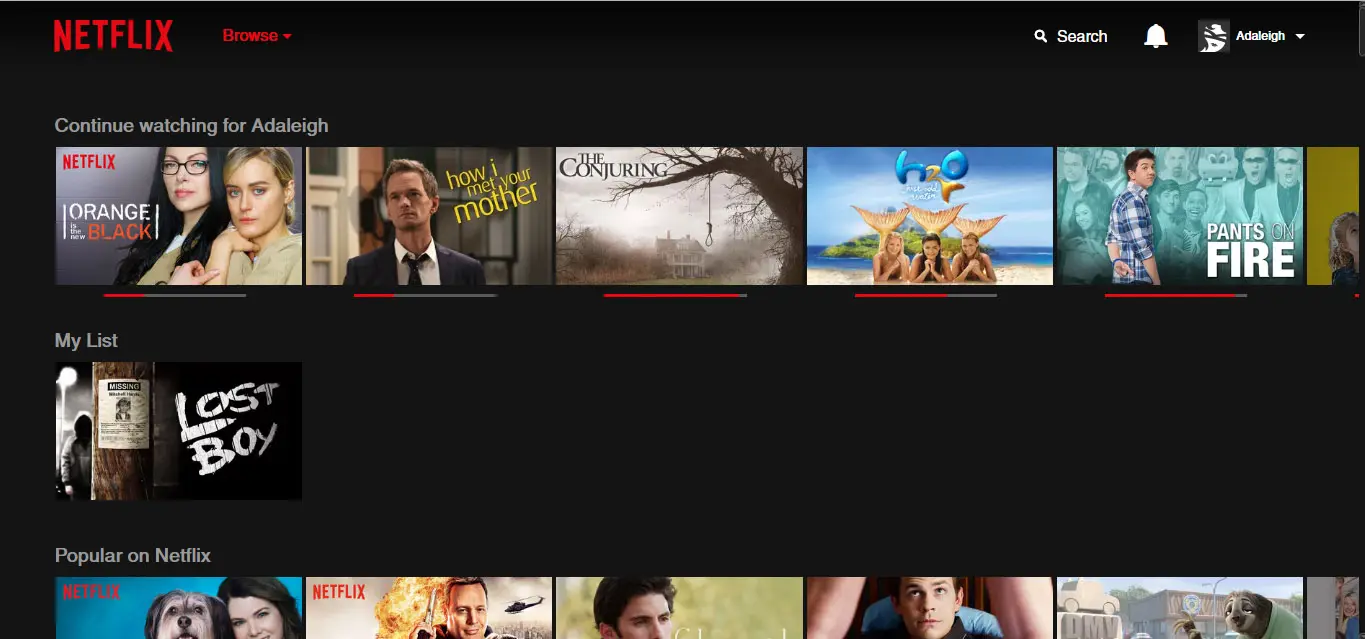 NETFLIX
Browse
Search
Adaleigh
Continue watching for Adaleigh
NETFLIX
ORANGE
is the new BLACK
how i
met your
mother
THE
CONJURING
h2O
just add
water
PANTS ON
FIRE
My List
MISSING
LOST
BOY
Popular on Netflix
NETFLIX
NETFLIX